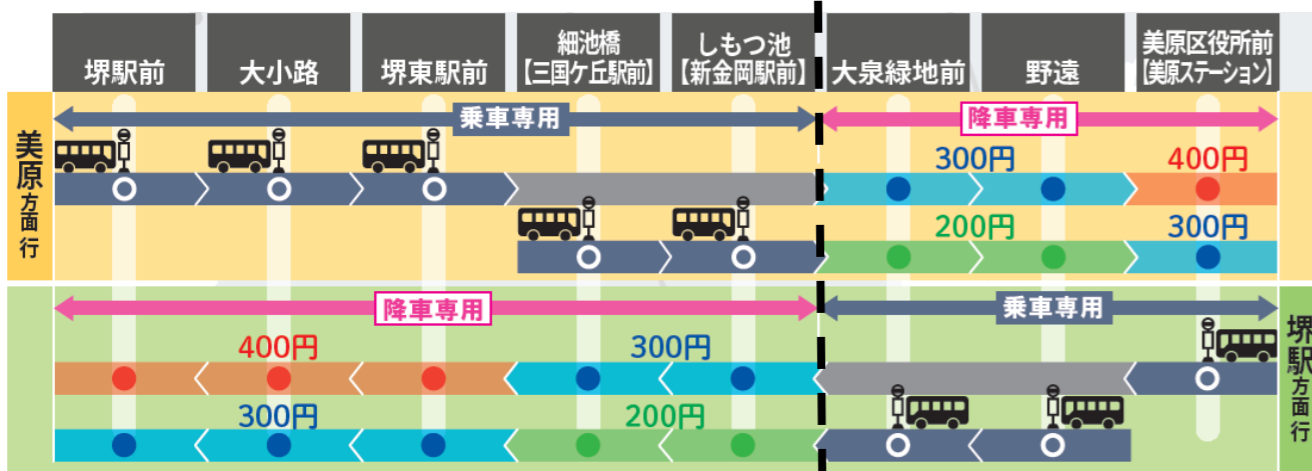 堺駅前
大小路
堺東駅前
細池橋
【三国ケ丘駅前】
しもつ池
【新金岡駅前】
大泉緑地前
野遠
美原区役所前
【美原ステーション】
美原方面行
乗車専用
降車専用
300円
400円
200円
300円
降車専用
乗車専用
400円
300円
300円
200円
堺駅方面行